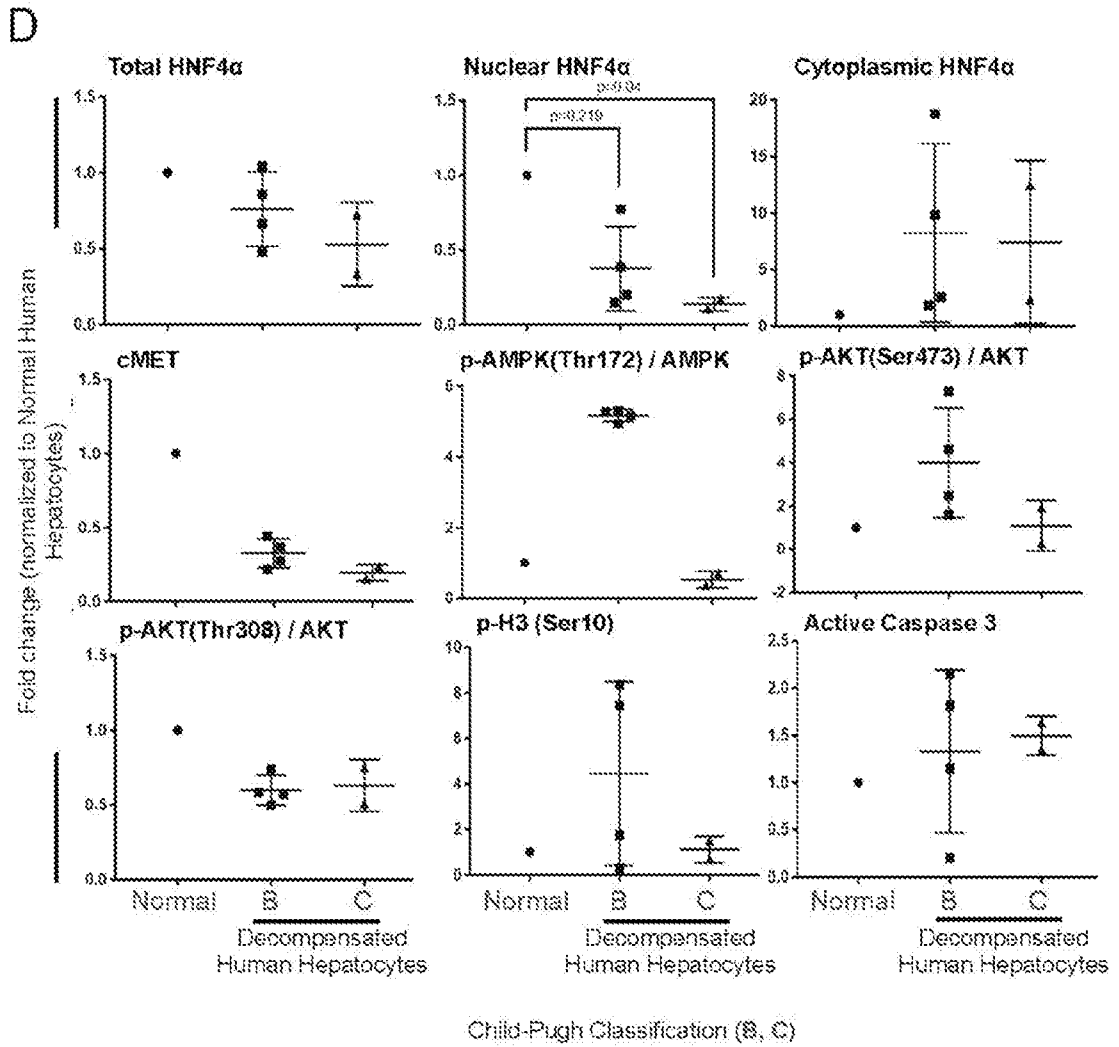 D
Total HNF4α
Nuclear HNF4α
Cytoplasmic HNF4α
1.5
1.0
0.5
0.0
1.5
1.0
0.5
0.0
p=0.04
p=0.219
20
15
10
5
0
cMET
p-AMPK(Thr172) / AMPK
p-AKT(Ser473) / AKT
1.5
1.0
0.5
0.0
6
4
2
0
8
6
4
2
0
-2
p-AKT(Thr308) / AKT
p-H3 (Ser10)
Active Caspase 3
1.5
1.0
0.5
0.0
10
8
6
4
2
0
2.5
2.0
1.5
1.0
0.5
0.0
Fold change (normalized to Normal Human
Hepatocytes)
Normal B C
Normal B C
Normal B C
Decompensated
Human Hepatocytes
Decompensated
Human Hepatocytes
Decompensated
Human Hepatocytes
Child-Pugh Classification (B, C)